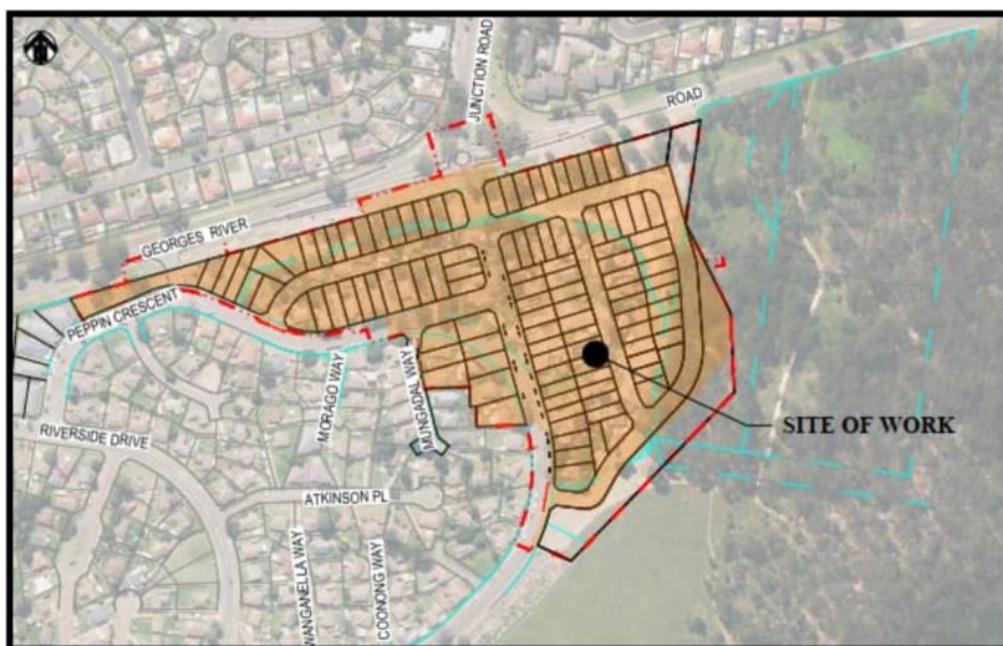 JUNCTION ROAD
ROAD
GEORGES RIVER
PEPPIN CRESCENT
MORAGO WAY
MUNGADAL WAY
SITE OF WORK
RIVERSIDE DRIVE
ATKINSON PL
WANGANELLA WAY
COONONG WAY